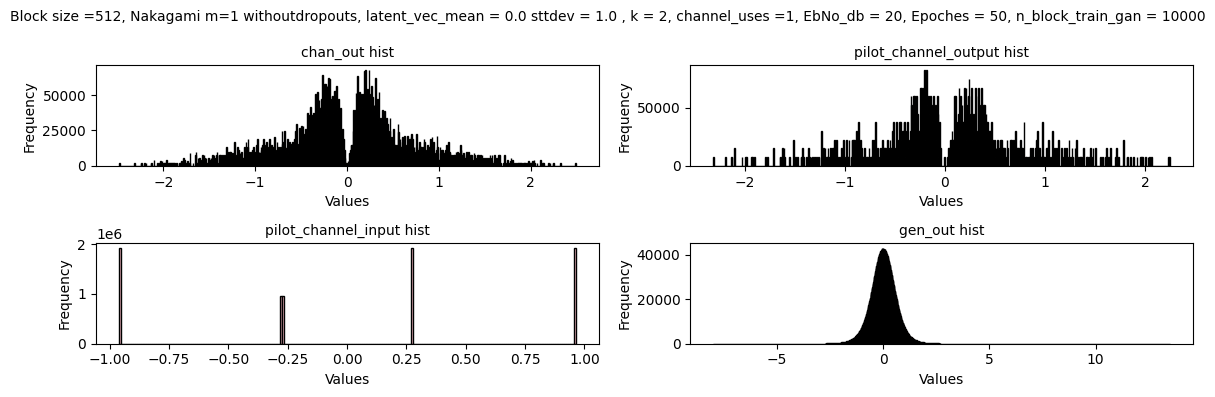 Block size =512, Nakagami m=1 withoutdropouts, latent_vec_mean = 0.0 sttdev = 1.0 , k = 2, channel_uses =1, EbNo_db = 20, Epoches = 50, n_block_train_gan = 10000
chan_out hist
Frequency
50000
25000
0
−2 −1 0 1 2
Values
pilot_channel_output hist
Frequency
50000
0
−2 −1 0 1 2
Values
pilot_channel_input hist
1e6
Frequency
2
1
0
−1.00 −0.75 −0.50 −0.25 0.00 0.25 0.50 0.75 1.00
Values
gen_out hist
Frequency
40000
20000
0
−5 0 5 10
Values